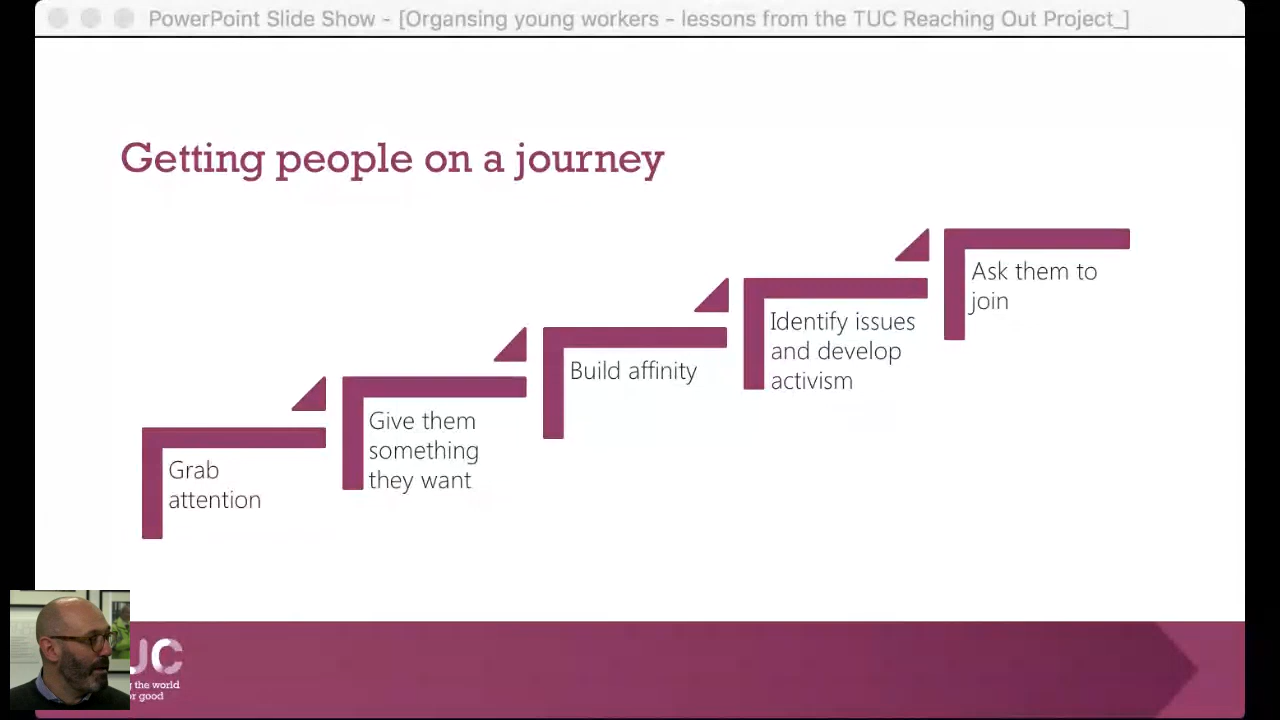 PowerPoint Slide Show - [Organsing young workers - lessons from the TUC Reaching Out Project_]
Getting people on a journey
Ask them to
join
Identify issues
and develop
activism
Build affinity
Give them
something
they want
Grab
attention
UC
the world
for good